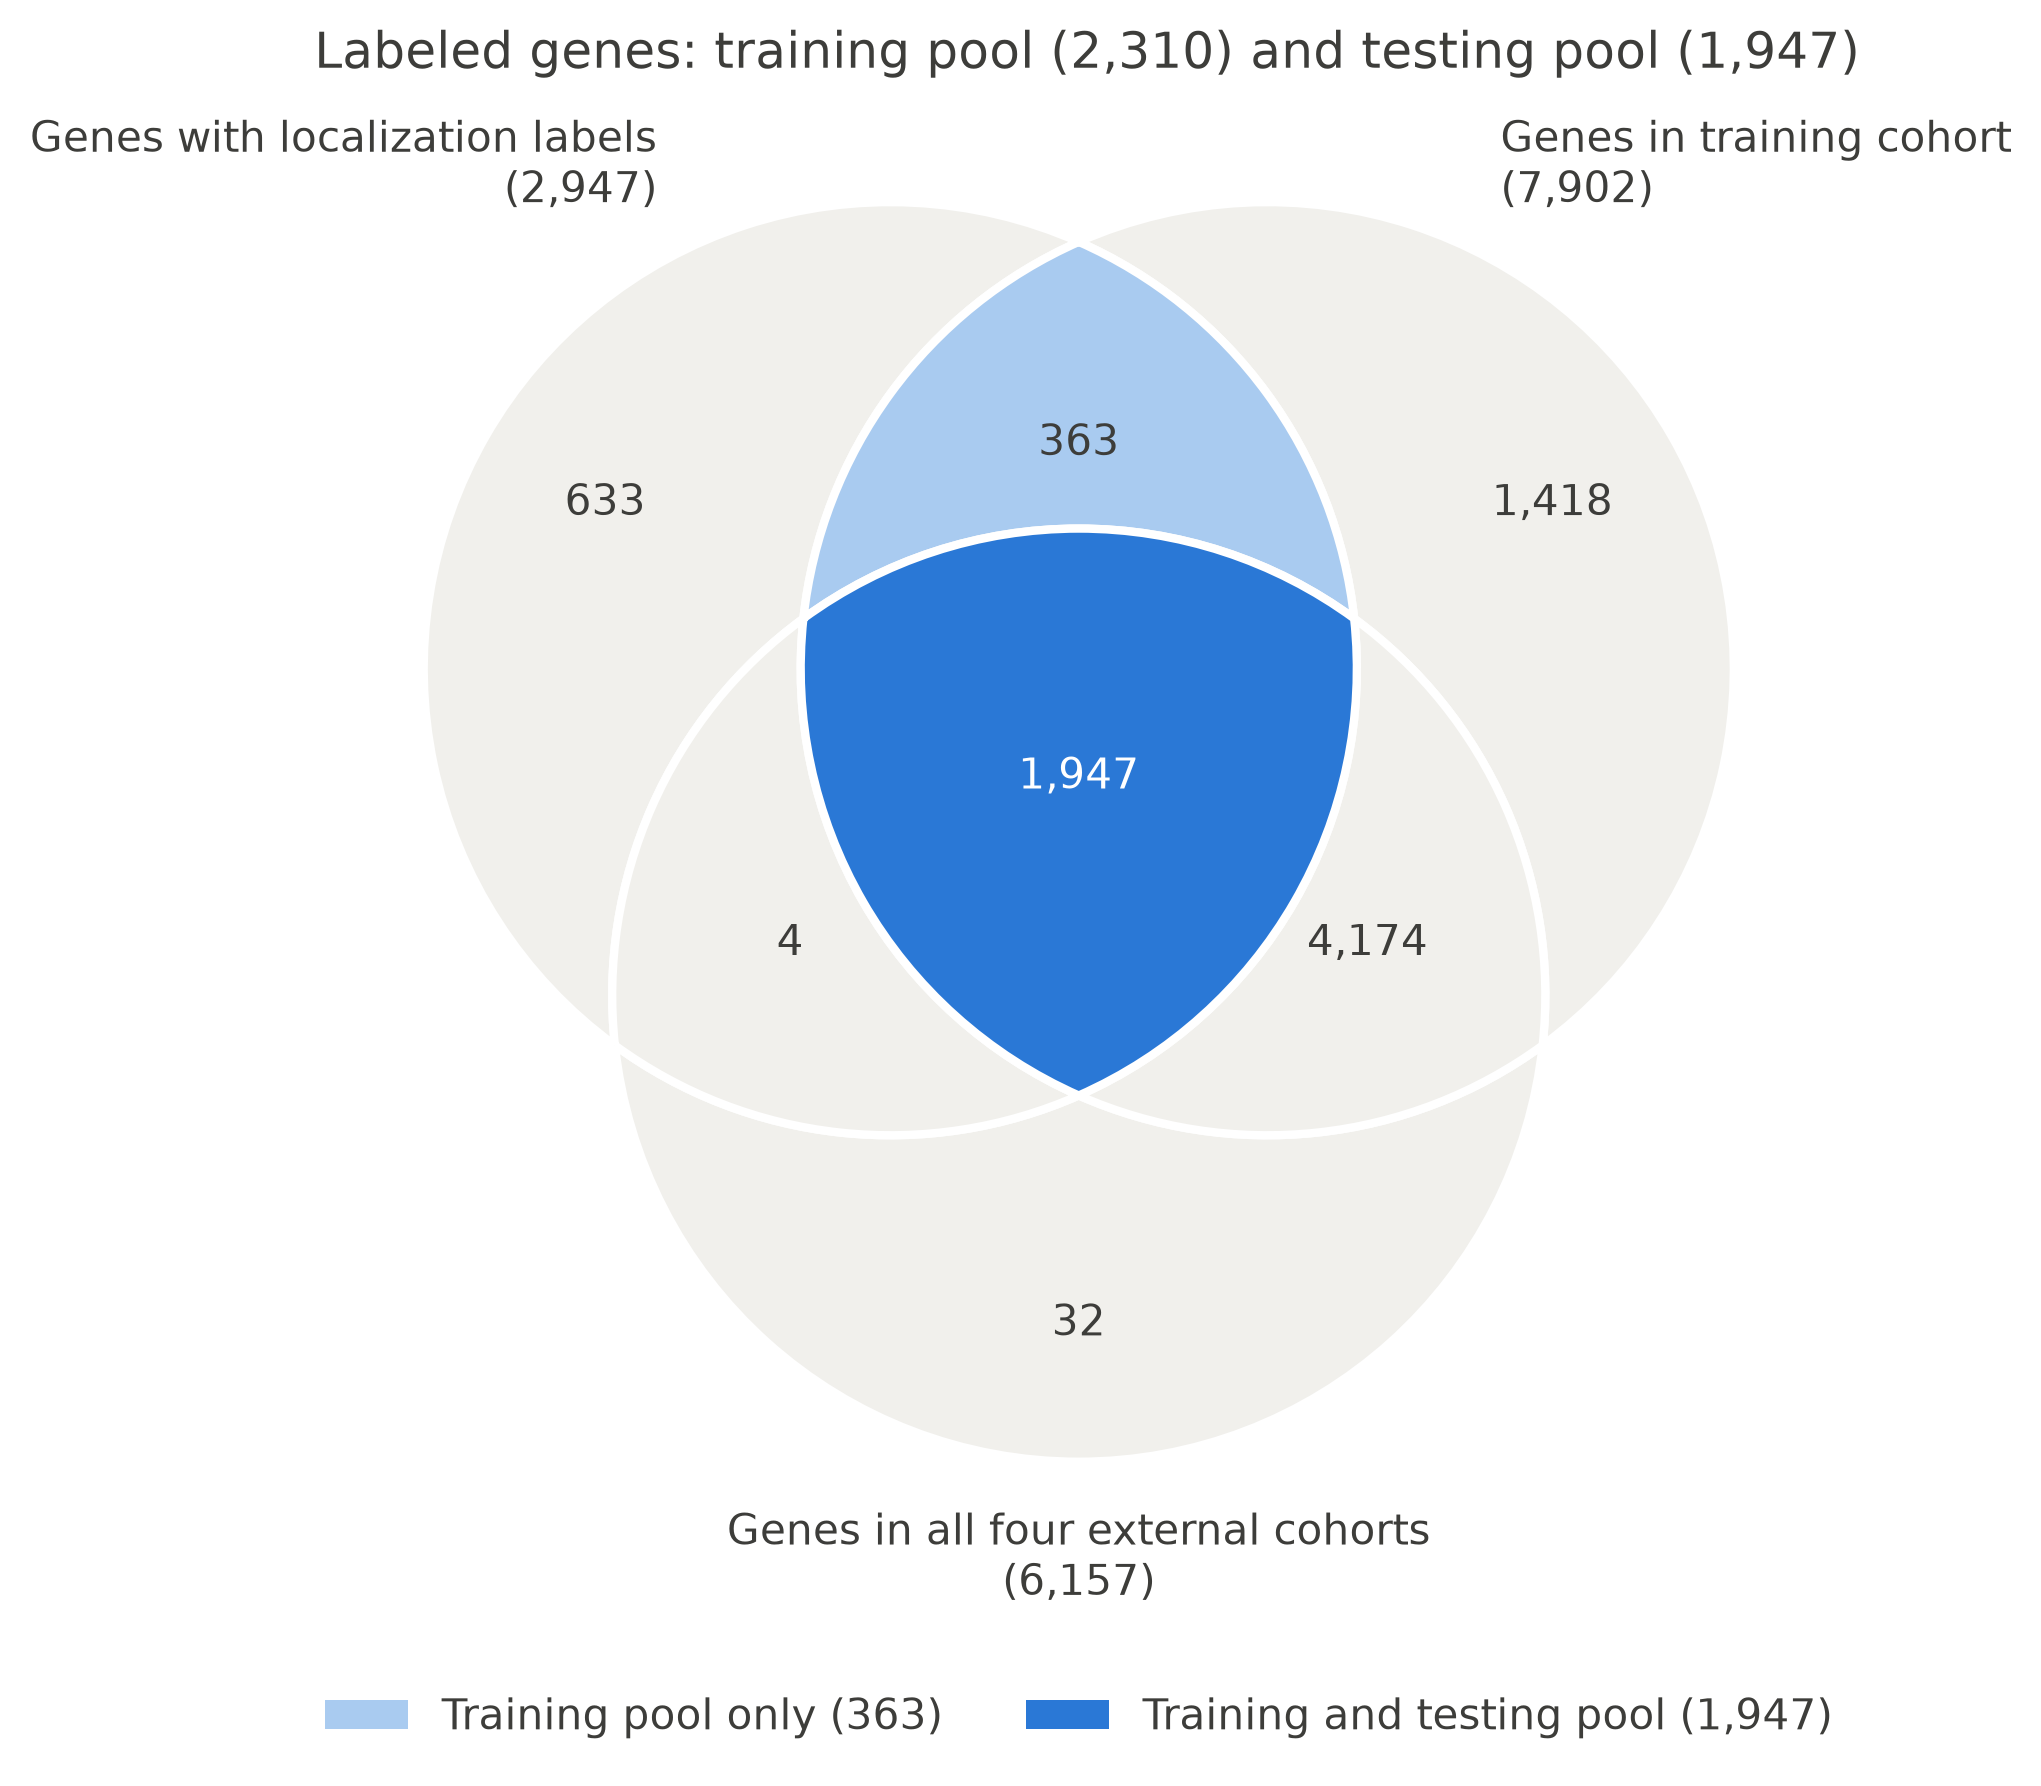 Labeled genes: training pool (2,310) and testing pool (1,947)
Genes with localization labels
(2,947)
Genes in training cohort
(7,902)
363
633
1,418
1,947
4
4,174
32
Genes in all four external cohorts
(6,157)
Training pool only (363)
Training and testing pool (1,947)